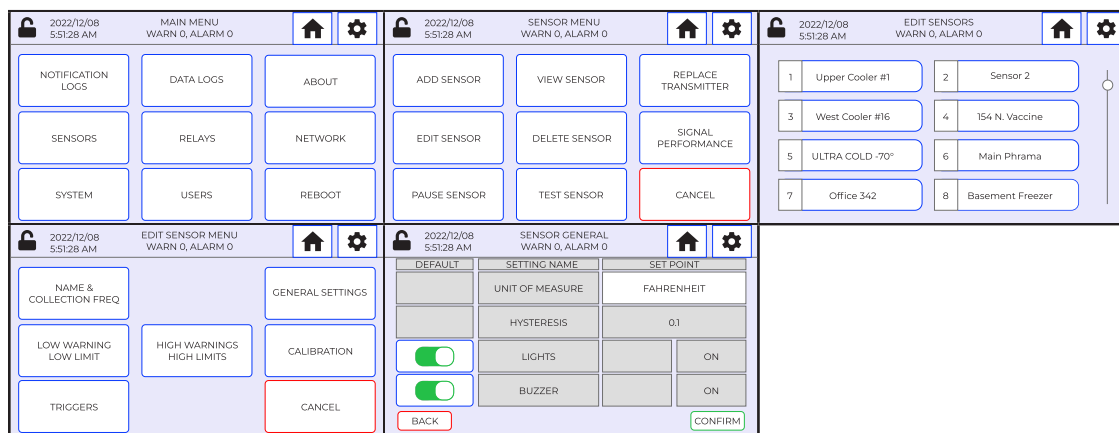 2022/12/08
5:51:28 AM
MAIN MENU
WARN 0, ALARM 0
NOTIFICATION
LOGS
DATA LOGS
ABOUT
SENSORS
RELAYS
NETWORK
SYSTEM
USERS
REBOOT
2022/12/08
5:51:28 AM
SENSOR MENU
WARN 0, ALARM 0
ADD SENSOR
VIEW SENSOR
REPLACE
TRANSMITTER
EDIT SENSOR
DELETE SENSOR
SIGNAL
PERFORMANCE
PAUSE SENSOR
TEST SENSOR
CANCEL
2022/12/08
5:51:28 AM
EDIT SENSORS
WARN 0, ALARM 0
1 Upper Cooler #1
2 Sensor 2
3 West Cooler #16
4 154 N. Vaccine
5 ULTRA COLD -70°
6 Main Phrama
7 Office 342
8 Basement Freezer
2022/12/08
5:51:28 AM
EDIT SENSOR MENU
WARN 0, ALARM 0
NAME &
COLLECTION FREQ
GENERAL SETTINGS
LOW WARNING
LOW LIMIT
HIGH WARNINGS
HIGH LIMITS
CALIBRATION
TRIGGERS
CANCEL
2022/12/08
5:51:28 AM
SENSOR GENERAL
WARN 0, ALARM 0
DEFAULT SETTING NAME SET POINT
UNIT OF MEASURE FAHRENHEIT
HYSTERESIS 0.1
LIGHTS ON
BUZZER ON
BACK CONFIRM